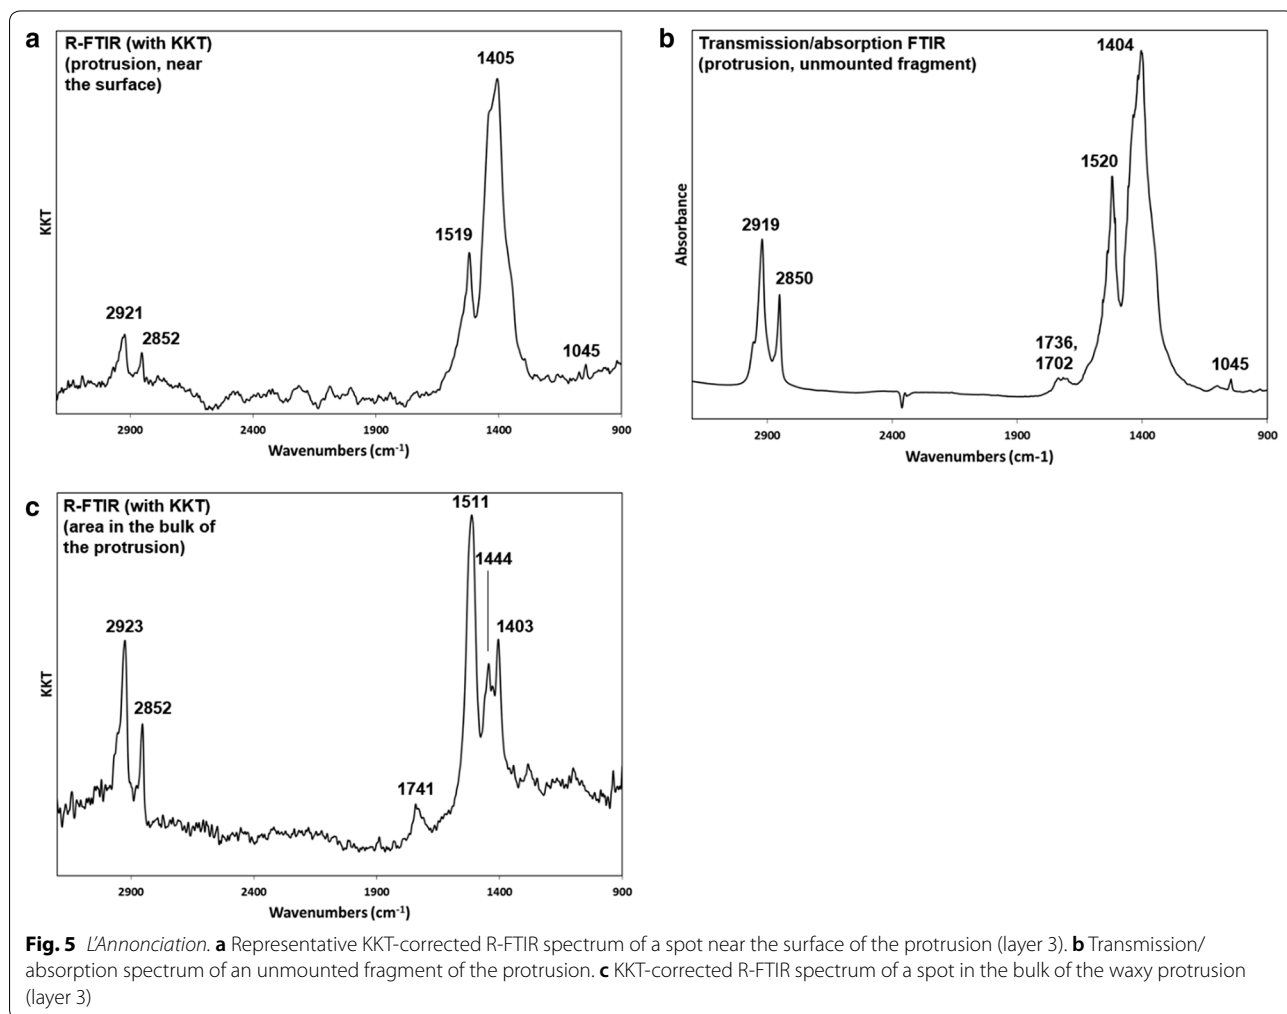 a
R-FTIR (with KKT)
(protrusion, near
the surface)
1405
1519
2921
2852
1045
KKT
2900
2400
1900
1400
900
Wavenumbers (cm-1)
b
Transmission/absorption FTIR
(protrusion, unmounted fragment)
1404
1520
2919
2850
1736,
1702
1045
Absorbance
2900
2400
1900
1400
900
Wavenumbers (cm-1)
c
R-FTIR (with KKT)
(area in the bulk of
the protrusion)
1511
1444
1403
2923
2852
1741
KKT
2900
2400
1900
1400
900
Wavenumbers (cm-1)
Fig. 5 L'Annonciation. a Representative KKT-corrected R-FTIR spectrum of a spot near the surface of the protrusion (layer 3). b Transmission/
absorption spectrum of an unmounted fragment of the protrusion. c KKT-corrected R-FTIR spectrum of a spot in the bulk of the waxy protrusion
(layer 3)